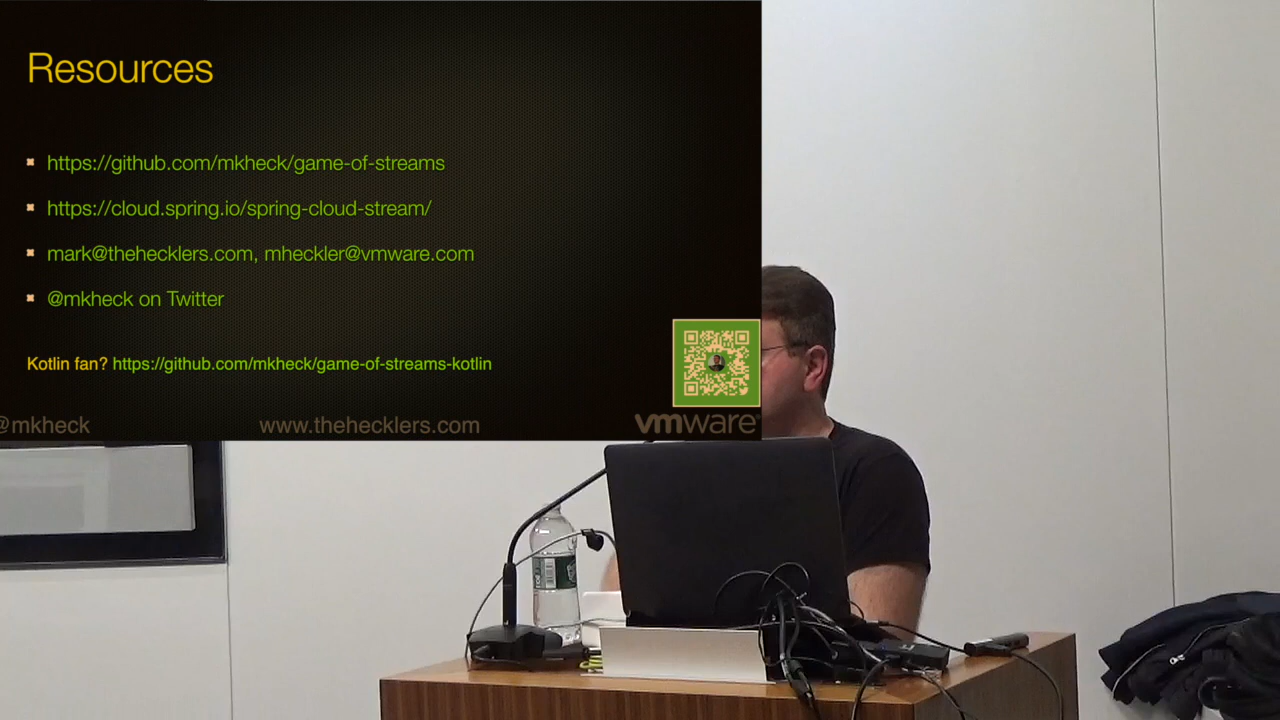 Resources
https://github.com/mkheck/game-of-streams
https://cloud.spring.io/spring-cloud-stream/
mark@thehecklers.com, mheckler@vmware.com
@mkheck on Twitter
Kotlin fan? https://github.com/mkheck/game-of-streams-kotlin
@mkheck
www.thehecklers.com
vmware